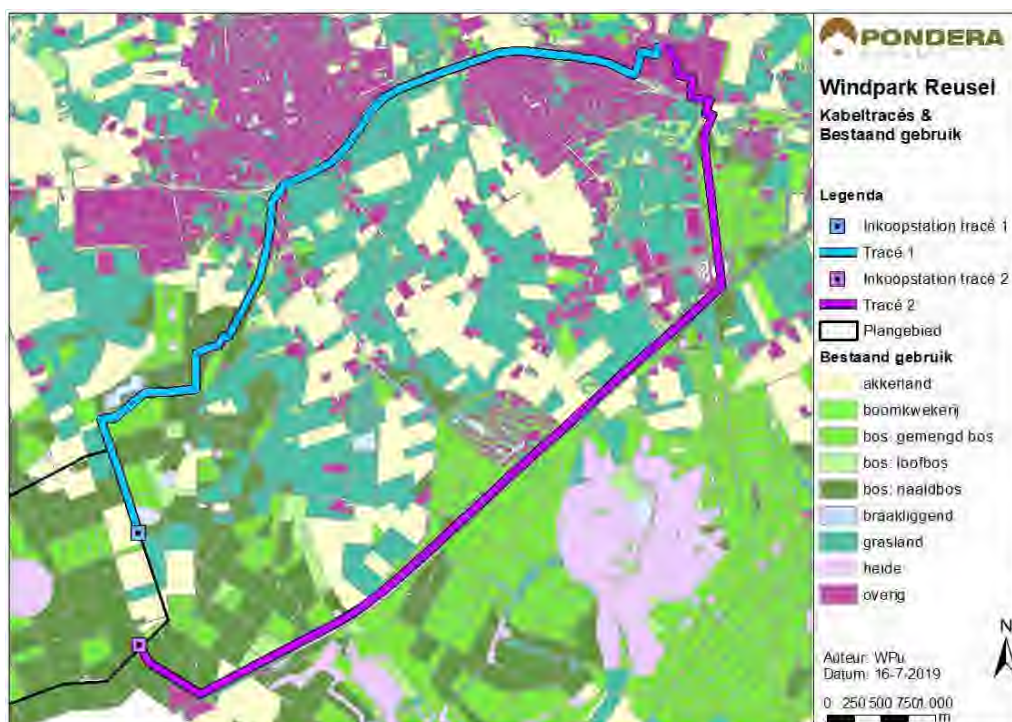 PONDERA
Windpark Reusel
Kabeltracés &
Bestaand gebruik
Legenda
Inkoopstation tracé 1
Tracé 1
Inkoopstation tracé 2
Tracé 2
Plangebied
Bestaand gebruik
akkerland
boomkwekerij
bos: gemengd bos
bos: loofbos
bos: naaldbos
braakliggend
grasland
heide
overig
N
Auteur: WPu
Datum: 16-7-2019
0 250 500 750 1.000
m